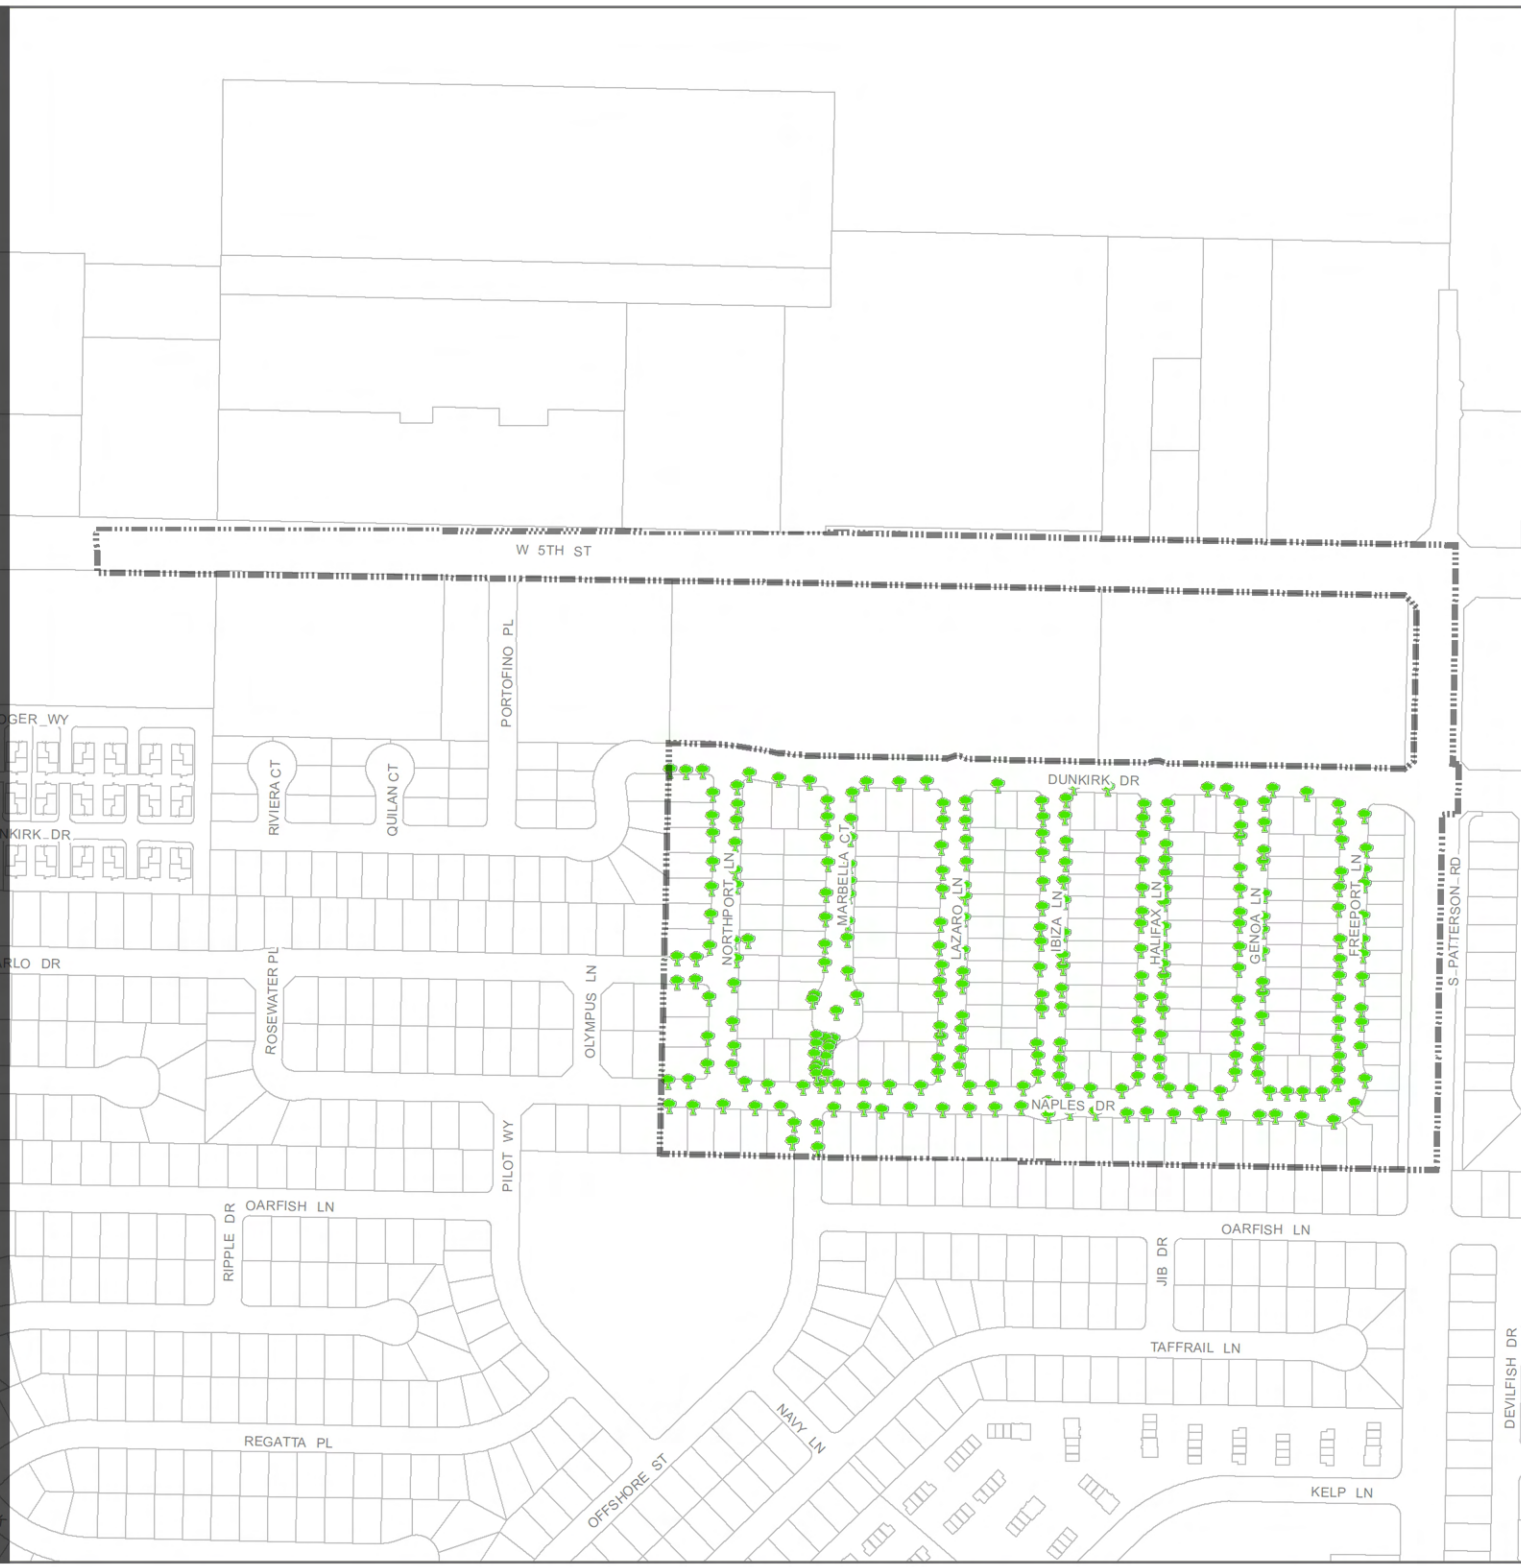 W 5TH ST
PORTOFINO PL
OGER WY
RIVIERA CT
QUILAN CT
DUNKIRK DR
NKIRK DR
NORTHPORT LN
MARBELLA CT
LAZARO LN
IBIZA LN
HALIFAX LN
GENOA LN
FREEPORT LN
S PATTERSON RD
ARLO DR
ROSEWATER PL
OLYMPUS LN
NAPLES DR
PILOT WY
RIPPLE DR
OARFISH LN
OARFISH LN
JIB DR
TAFFRAIL LN
DEVILFISH DR
REGATTA PL
NAVY LN
OFFSHORE ST
KELP LN